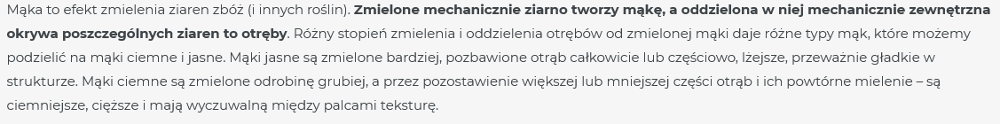 Mąka to efekt zmielenia ziaren zbóż (i innych roślin). Zmielone mechanicznie ziarno tworzy mąkę, a oddzielona w niej mechanicznie zewnętrzna
okrywa poszczególnych ziaren to otręby. Różny stopień zmielenia i oddzielenia otrębów od zmielonej mąki daje różne typy mąk, które możemy
podzielić na mąki ciemne i jasne. Mąki jasne są zmielone bardziej, pozbawione otrąb całkowicie lub częściowo, lżejsze, przeważnie gładkie w
strukturze. Mąki ciemne są zmielone odrobinę grubiej, a przez pozostawienie większej lub mniejszej części otrąb i ich powtórne mielenie – są
ciemniejsze, cięższe i mają wyczuwalną między palcami teksturę.